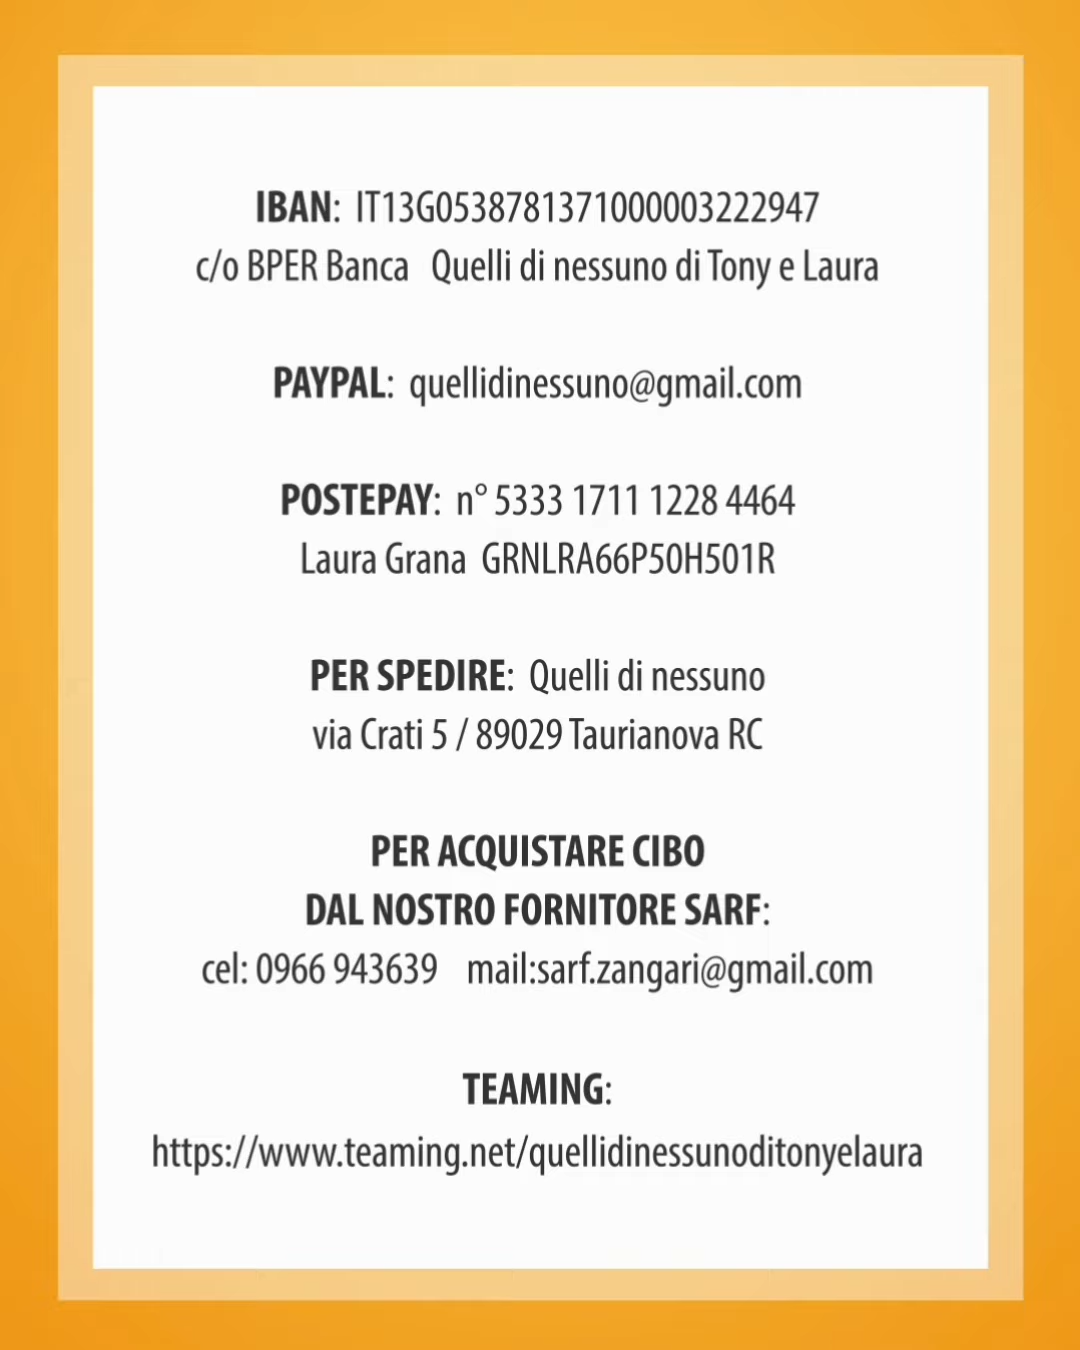 IBAN: IT13G0538781371000003222947
c/o BPER Banca Quelli di nessuno di Tony e Laura
PAYPAL: quellidinessuno@gmail.com
POSTEPAY: n° 5333 1711 1228 4464
Laura Grana GRNLRA66P50H501R
PER SPEDIRE: Quelli di nessuno
via Crati 5 / 89029 Taurianova RC
PER ACQUISTARE CIBO
DAL NOSTRO FORNITORE SARF:
cel: 0966 943639 mail:sarf.zangari@gmail.com
TEAMING:
https://www.teaming.net/quellidinessunoditonyelaura